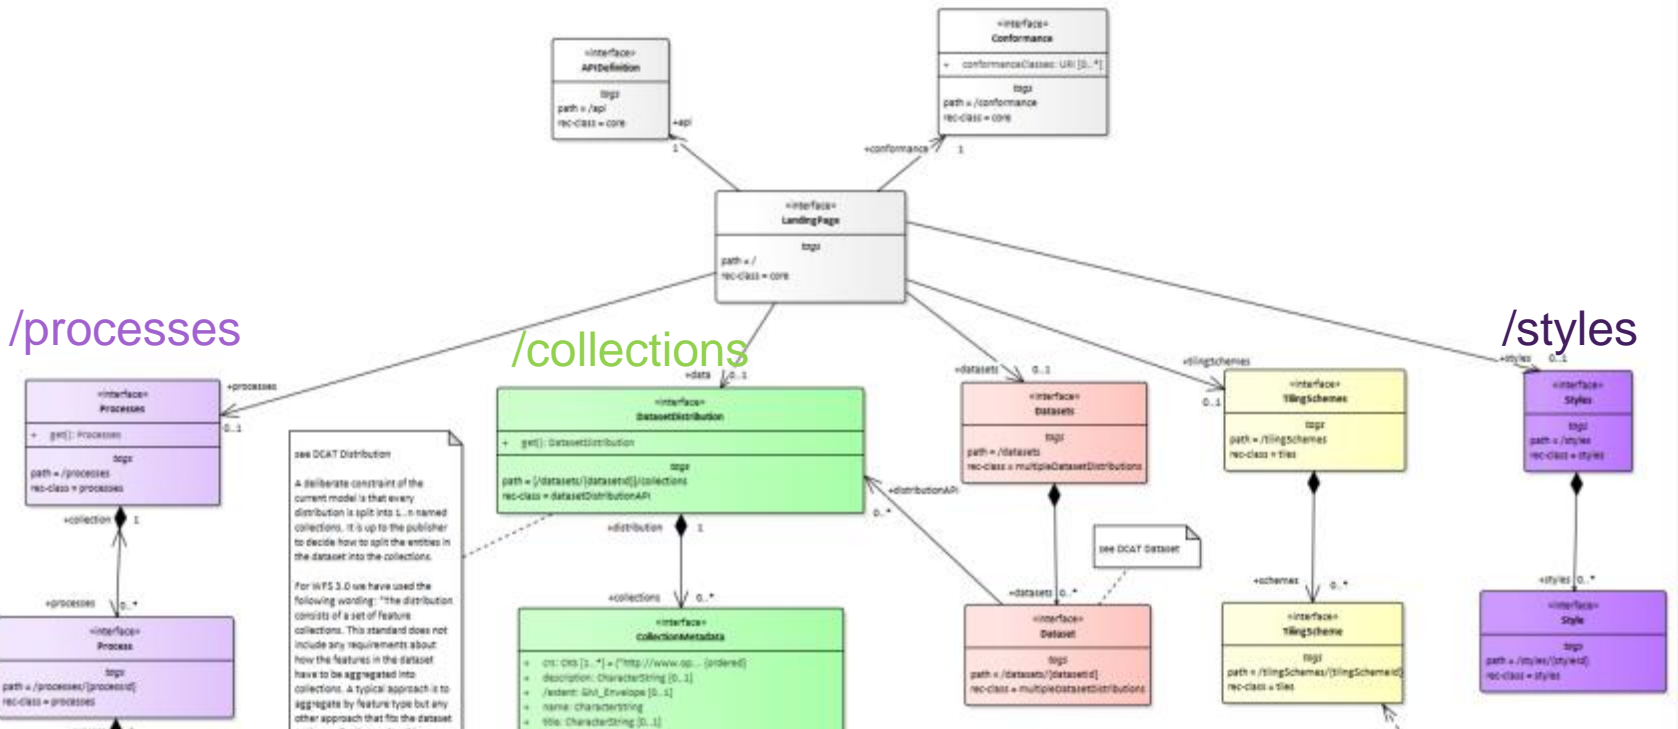 «interface»
Conformance
+ conformanceClasses: URI [0..*]
tags
path = /conformance
rec-class = core
«interface»
APIDefinition
tags
path = /api
rec-class = core
+api
1
+conformance
1
«interface»
LandingPage
tags
path = /
rec-class = core
/processes
/collections
/styles
+processes
0..1
+data
0..1
+datasets
0..1
+tilingSchemes
0..1
+styles
0..1
«interface»
Processes
+ get(): Processes
tags
path = /processes
rec-class = processes
see DCAT Distribution
A deliberate constraint of the
current model is that every
distribution is split into 1..n named
collections. It is up to the publisher
to decide how to split the entities in
the dataset into the collections.
For WFS 3.0 we have used the
following wording: "The distribution
consists of a set of feature
collections. This standard does not
include any requirements about
how the features in the dataset
have to be aggregated into
collections. A typical approach is to
aggregate by feature type but any
other approach that fits the dataset
«interface»
DatasetDistribution
+ get(): DatasetDistribution
tags
path = [/datasets/{datasetId}]/collections
rec-class = datasetDistributionAPI
«interface»
Datasets
tags
path = /datasets
rec-class = multipleDatasetDistributions
«interface»
TilingSchemes
tags
path = /tilingSchemes
rec-class = tiles
«interface»
Styles
tags
path = /styles
rec-class = styles
+collection
1
+processes
0..*
+distribution
1
+collections
0..*
+distributionAPI
0..*
see DCAT Dataset
+datasets
0..*
+schemes
0..*
+styles
0..*
«interface»
Process
tags
path = /processes/{processId}
rec-class = processes
«interface»
CollectionMetadata
+ crs: CRS [1..*] = {"http://www.op... {ordered}
+ description: CharacterString [0..1]
+ /extent: GM_Envelope [0..1]
+ name: CharacterString
+ title: CharacterString [0..1]
«interface»
Dataset
tags
path = /datasets/{datasetId}
rec-class = multipleDatasetDistributions
«interface»
TilingScheme
tags
path = /tilingSchemes/{tilingSchemeId}
rec-class = tiles
«interface»
Style
tags
path = /styles/{styleId}
rec-class = styles